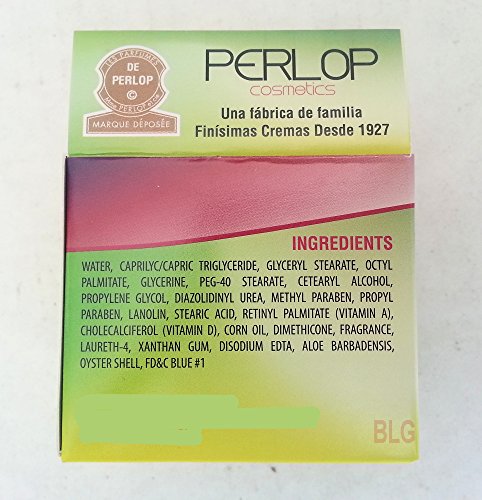 LES PARFUMES
DE
PERLOP
©
MARQUE DÉPOSÉE
PERLOP
cosmetics
Una fábrica de familia
Finísimas Cremas Desde 1927
INGREDIENTS
WATER, CAPRILYC/CAPRIC TRIGLYCERIDE, GLYCERYL STEARATE, OCTYL
PALMITATE, GLYCERINE, PEG-40 STEARATE, CETEARYL ALCOHOL,
PROPYLENE GLYCOL, DIAZOLIDINYL UREA, METHYL PARABEN, PROPYL
PARABEN, LANOLIN, STEARIC ACID, RETINYL PALMITATE (VITAMIN A),
CHOLECALCIFEROL (VITAMIN D), CORN OIL, DIMETHICONE, FRAGRANCE,
LAURETH-4, XANTHAN GUM, DISODIUM EDTA, ALOE BARBADENSIS,
OYSTER SHELL, FD&C BLUE #1
BLG